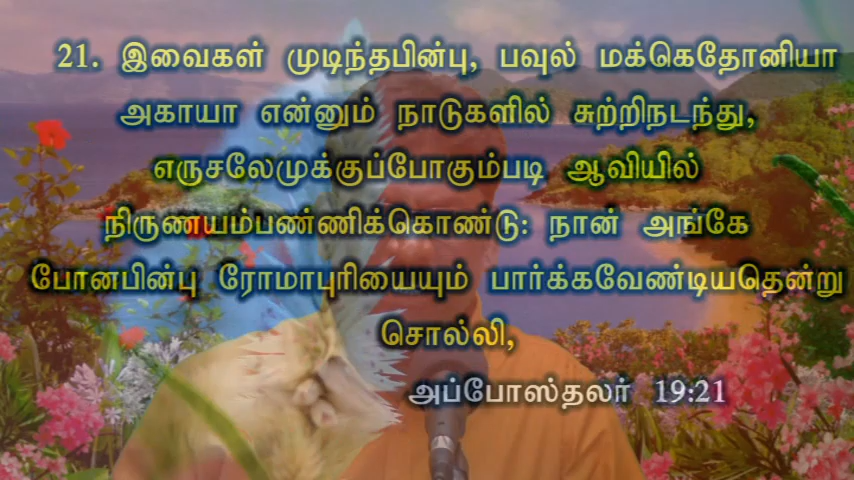 21. இவைகள் முடிந்தபின்பு, பவுல் மக்கெதோனியா
அகாயா என்னும் நாடுகளில் சுற்றிநடந்து,
எருசலேமுக்குப்போகும்படி ஆவியில்
நிருணயம்பண்ணிக்கொண்டு: நான் அங்கே
போனபின்பு ரோமாபுரியையும் பார்க்கவேண்டியதென்று
சொல்லி,
அப்போஸ்தலர் 19:21